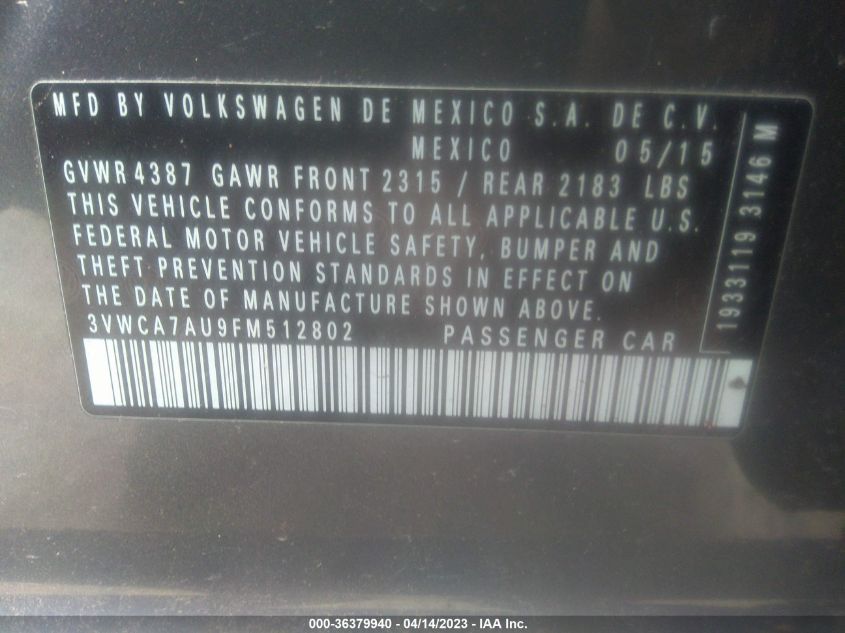 MFD BY VOLKSWAGEN DE MEXICO S.A. DE C.V.
MEXICO 05/15
GVWR 4387 GAWR FRONT 2315 / REAR 2183 LBS
THIS VEHICLE CONFORMS TO ALL APPLICABLE U.S.
FEDERAL MOTOR VEHICLE SAFETY, BUMPER AND
THEFT PREVENTION STANDARDS IN EFFECT ON
THE DATE OF MANUFACTURE SHOWN ABOVE.
3VWCA7AU9FM512802 PASSENGER CAR
1933119 3146 M
000-36379940 - 04/14/2023 - IAA Inc.